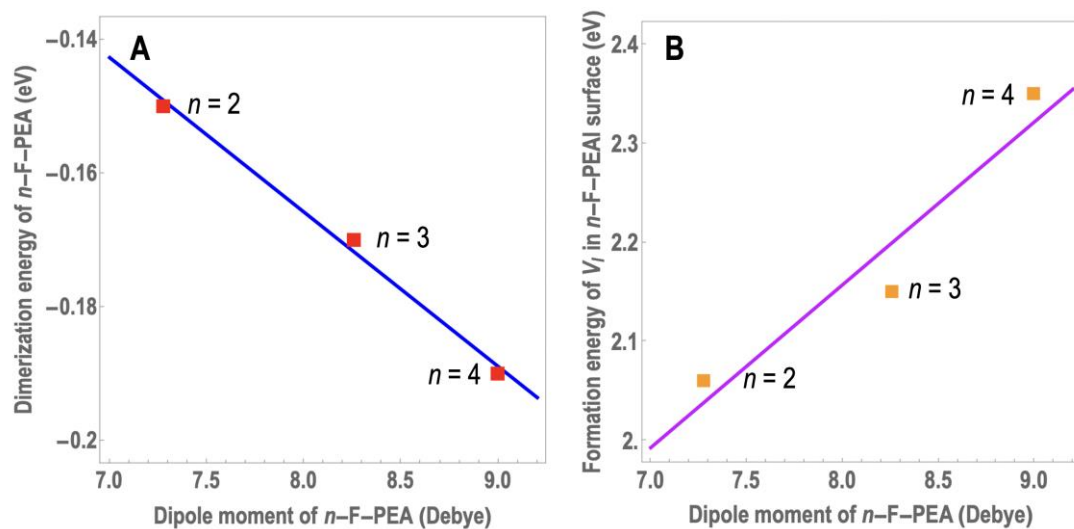 A
Dimerization energy of n–F–PEA (eV)
−0.14
−0.16
−0.18
−0.2
n = 2
n = 3
n = 4
7.0 7.5 8.0 8.5 9.0
Dipole moment of n–F–PEA (Debye)
B
Formation energy of V_I in n–F–PEAI surface (eV)
2.4
2.3
2.2
2.1
2.
n = 4
n = 3
n = 2
7.0 7.5 8.0 8.5 9.0
Dipole moment of n–F–PEA (Debye)